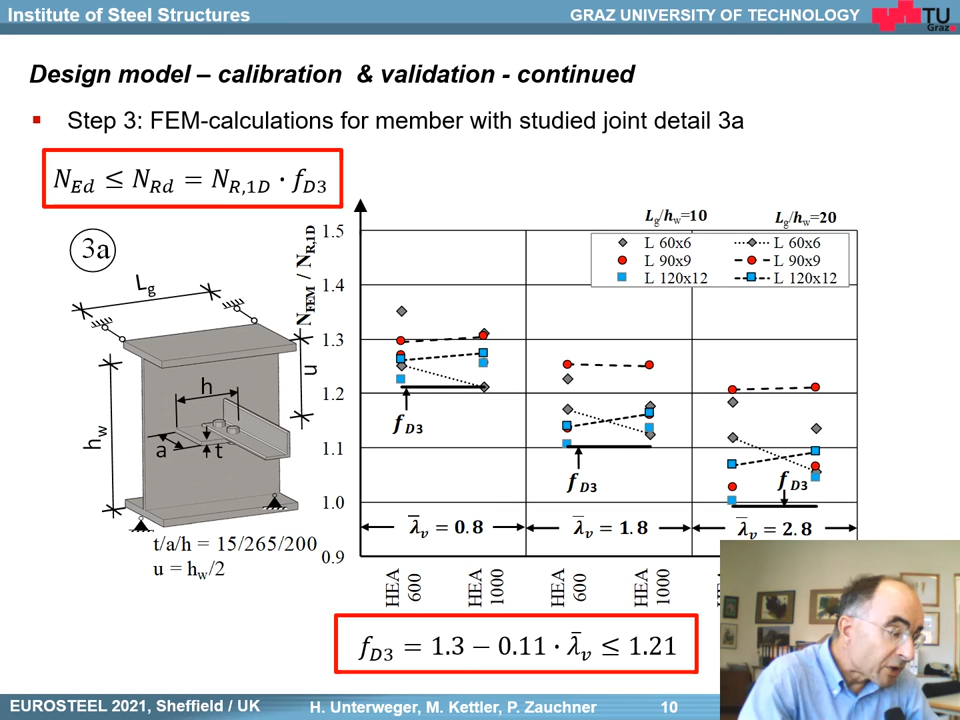 Institute of Steel Structures
GRAZ UNIVERSITY OF TECHNOLOGY
TU
Graz
Design model – calibration & validation - continued
Step 3: FEM-calculations for member with studied joint detail 3a
N_Ed ≤ N_Rd = N_R,1D · f_D3
3a
L_g
h_w
h
a
t
u
t/a/h = 15/265/200
u = h_w/2
N_FEM / N_R,1D
1.5
1.4
1.3
1.2
1.1
1.0
0.9
L_g/h_w=10
L_g/h_w=20
L 60x6
L 60x6
L 90x9
L 90x9
L 120x12
L 120x12
f_D3
f_D3
f_D3
λ̄_v = 0.8
λ̄_v = 1.8
λ̄_v = 2.8
HEA 600
HEA 1000
HEA 600
HEA 1000
f_D3 = 1.3 − 0.11 · λ̄_v ≤ 1.21
EUROSTEEL 2021, Sheffield / UK
H. Unterweger, M. Kettler, P. Zauchner
10